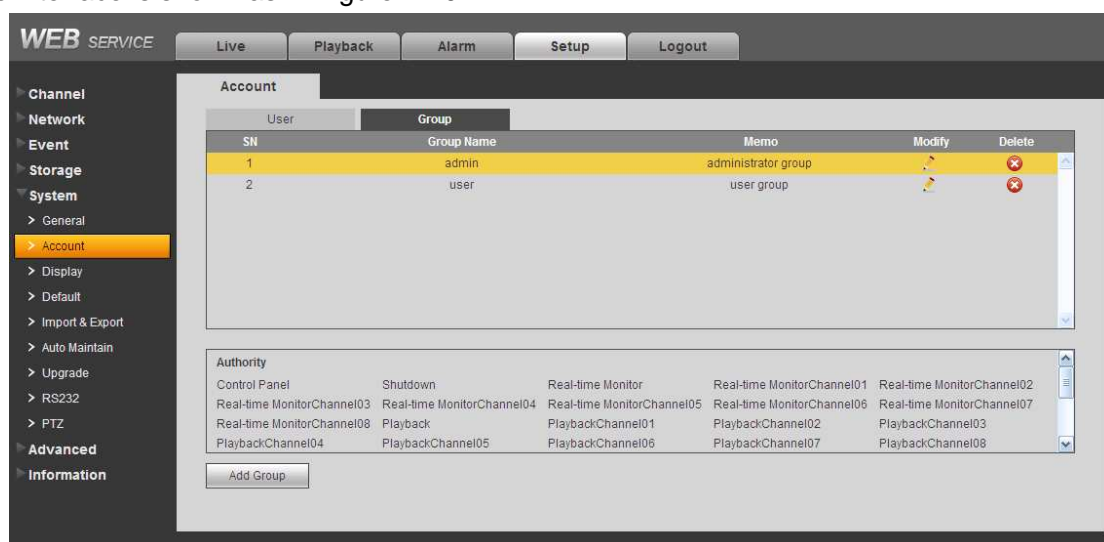 WEB SERVICE
Live Playback Alarm Setup Logout
Channel
Network
Event
Storage
System
> General
> Account
> Display
> Default
> Import & Export
> Auto Maintain
> Upgrade
> RS232
> PTZ
Advanced
Information
Account
User Group
SN Group Name Memo Modify Delete
1 admin administrator group
2 user user group
Authority
Control Panel Shutdown Real-time Monitor Real-time MonitorChannel01 Real-time MonitorChannel02
Real-time MonitorChannel03 Real-time MonitorChannel04 Real-time MonitorChannel05 Real-time MonitorChannel06 Real-time MonitorChannel07
Real-time MonitorChannel08 Playback PlaybackChannel01 PlaybackChannel02 PlaybackChannel03
PlaybackChannel04 PlaybackChannel05 PlaybackChannel06 PlaybackChannel07 PlaybackChannel08
Add Group